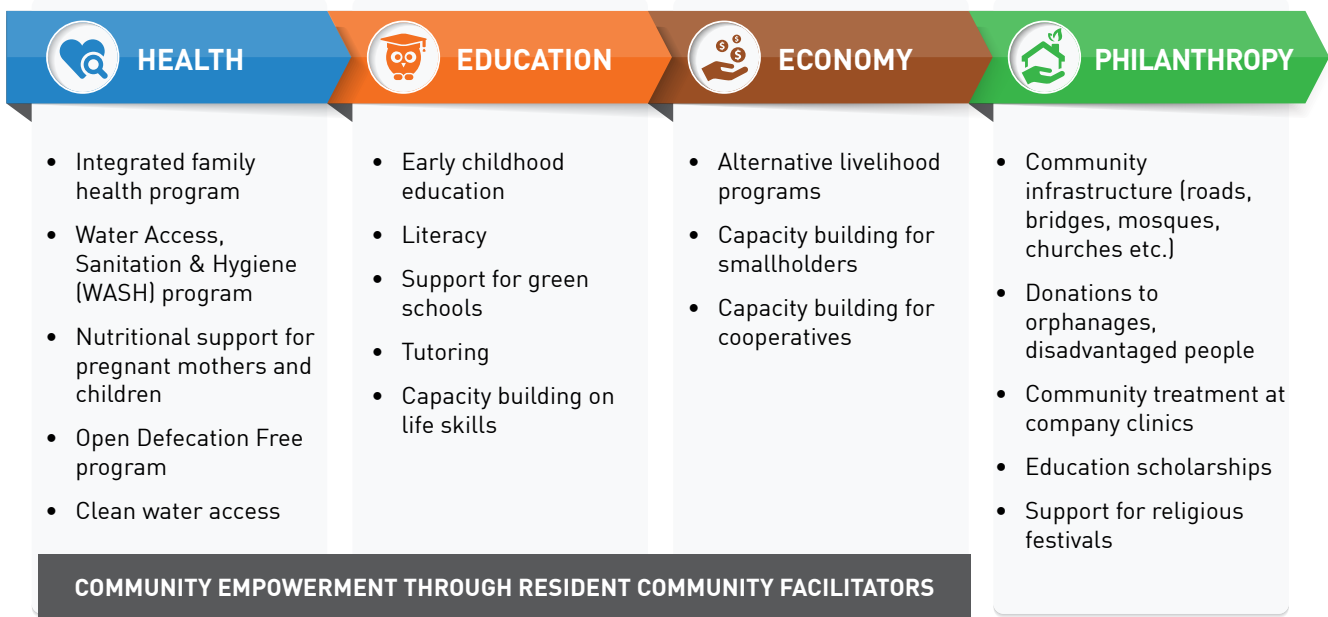 HEALTH
• Integrated family
health program
• Water Access,
Sanitation & Hygiene
(WASH) program
• Nutritional support for
pregnant mothers and
children
• Open Defecation Free
program
• Clean water access
EDUCATION
• Early childhood
education
• Literacy
• Support for green
schools
• Tutoring
• Capacity building on
life skills
ECONOMY
• Alternative livelihood
programs
• Capacity building for
smallholders
• Capacity building for
cooperatives
PHILANTHROPY
• Community
infrastructure (roads,
bridges, mosques,
churches etc.)
• Donations to
orphanages,
disadvantaged people
• Community treatment at
company clinics
• Education scholarships
• Support for religious
festivals
COMMUNITY EMPOWERMENT THROUGH RESIDENT COMMUNITY FACILITATORS